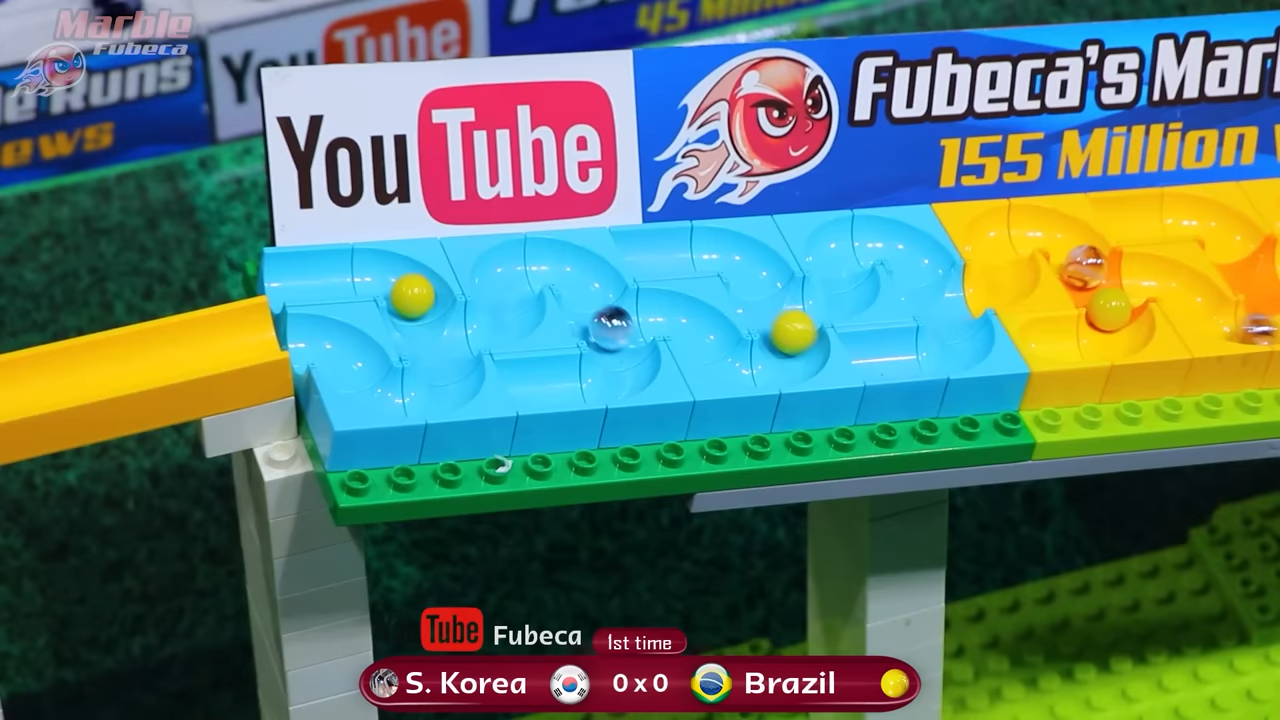 Marble
Fubeca
YouTube
45 Million
e Runs
ews
YouTube
Fubeca's Mar
155 Million
Tube Fubeca
1st time
S. Korea 0 x 0 Brazil